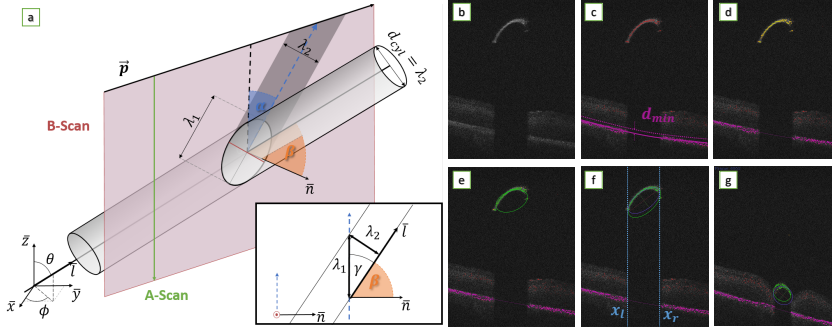 a
p⃗
B-Scan
A-Scan
λ₁
λ₂
d_cyl = λ₂
α
β
n̅
z̅
θ
l̅
y̅
x̅
ϕ
λ₂
l̅
λ₁
γ
β
n̅
n̅
b
c
d_min
d
e
f
x_l
x_r
g